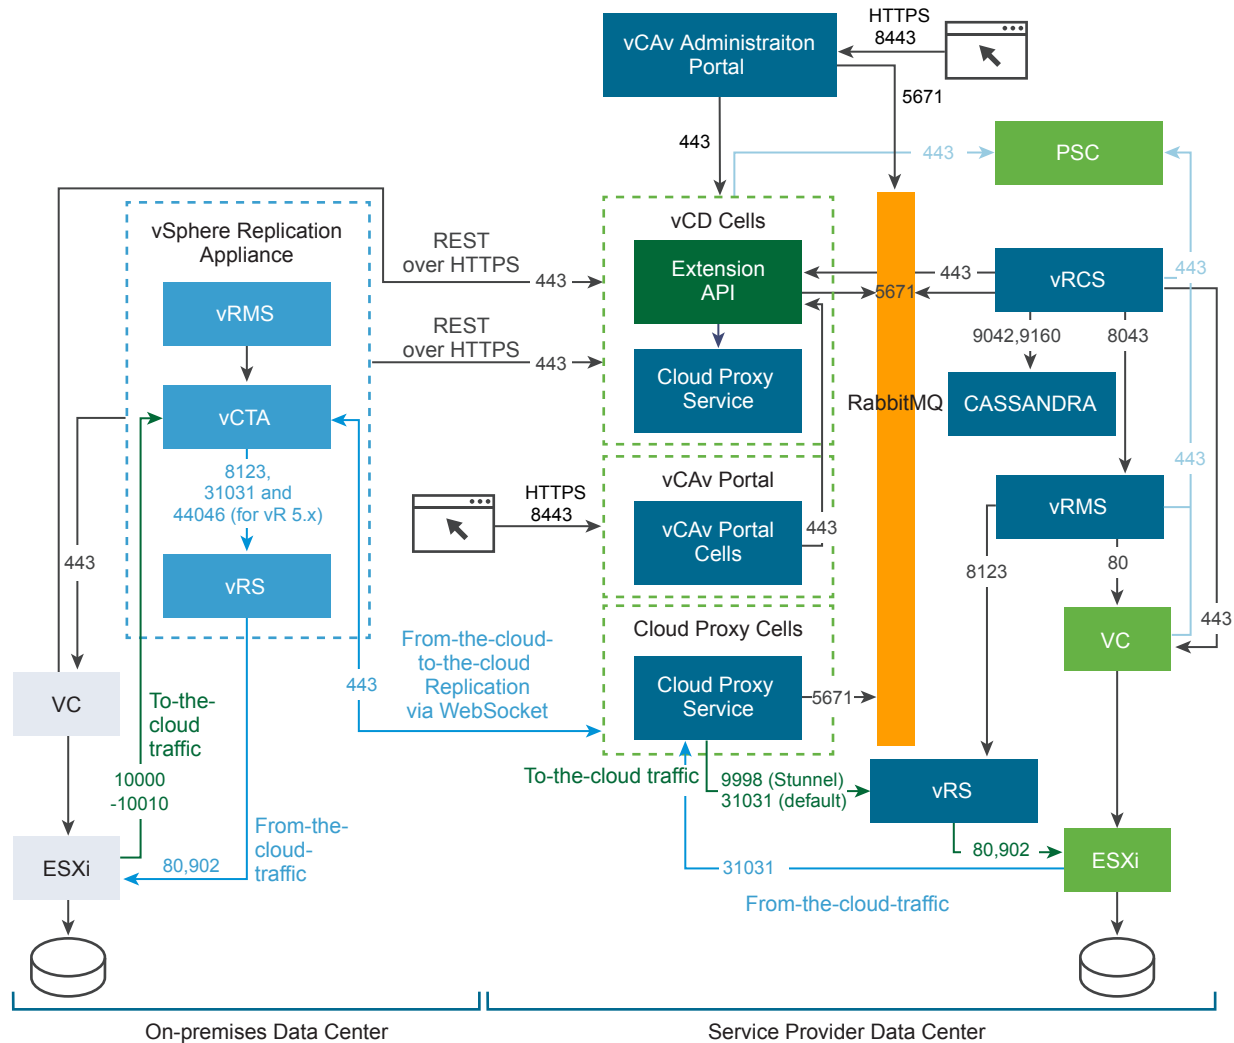 HTTPS
8443
vCAv Administraiton
Portal
5671
443
443
PSC
vSphere Replication
Appliance
vCD Cells
REST
over HTTPS
443
Extension
API
443
5671
vRCS
443
vRMS
REST
over HTTPS
443
9042,9160
8043
Cloud Proxy
Service
RabbitMQ
CASSANDRA
vCTA
8123,
31031 and
44046 (for vR 5.x)
443
vCAv Portal
HTTPS
8443
vCAv Portal
Cells
443
vRMS
443
vRS
8123
80
443
Cloud Proxy Cells
From-the-cloud-
to-the-cloud
Replication
via WebSocket
443
VC
VC
Cloud Proxy
Service
5671
To-the-
cloud
traffic
10000
-10010
To-the-cloud traffic
9998 (Stunnel)
31031 (default)
vRS
From-the-
cloud-
traffic
ESXi
80,902
80,902
ESXi
31031
From-the-cloud-traffic
On-premises Data Center
Service Provider Data Center